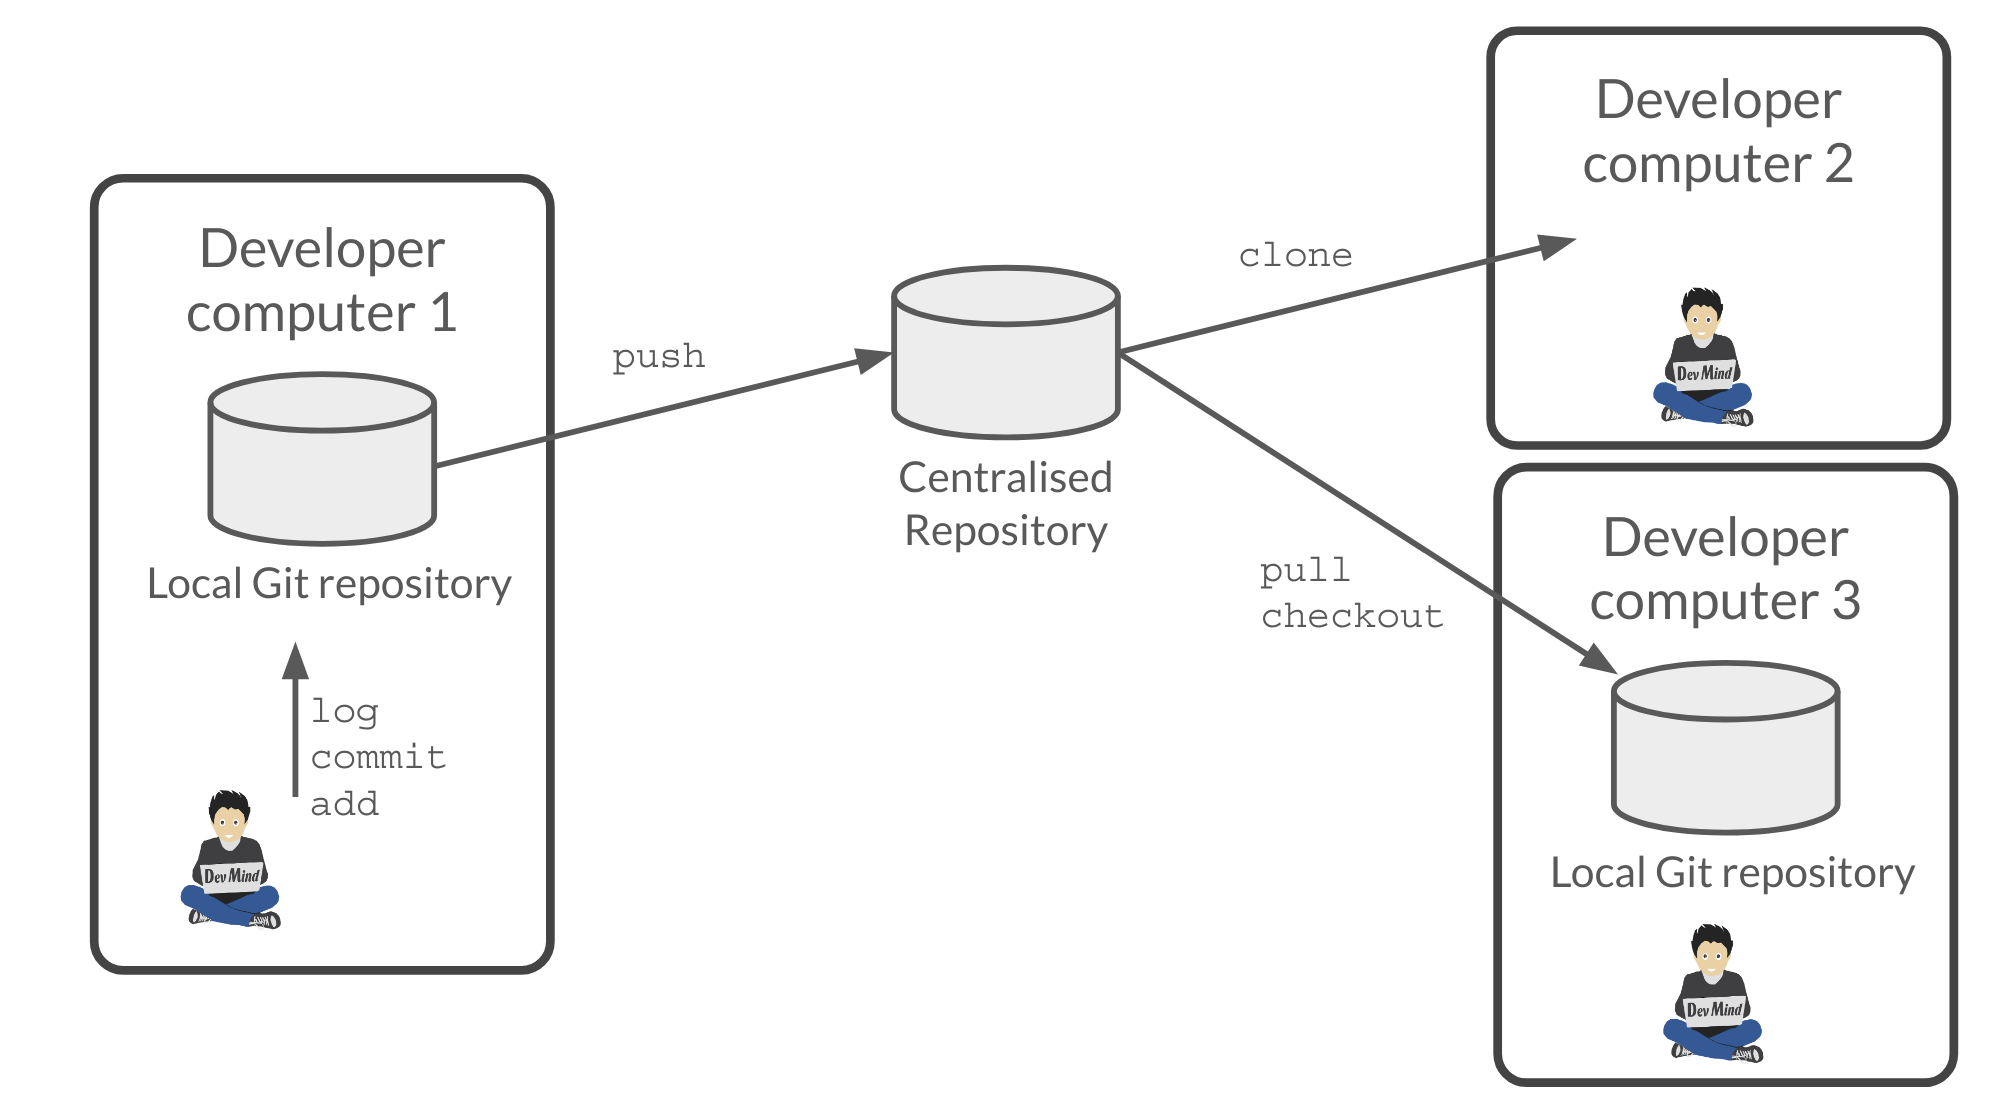 Developer
computer 1
Local Git repository
log
commit
add
Dev Mind
push
Centralised
Repository
clone
pull
checkout
Developer
computer 2
Dev Mind
Developer
computer 3
Local Git repository
Dev Mind